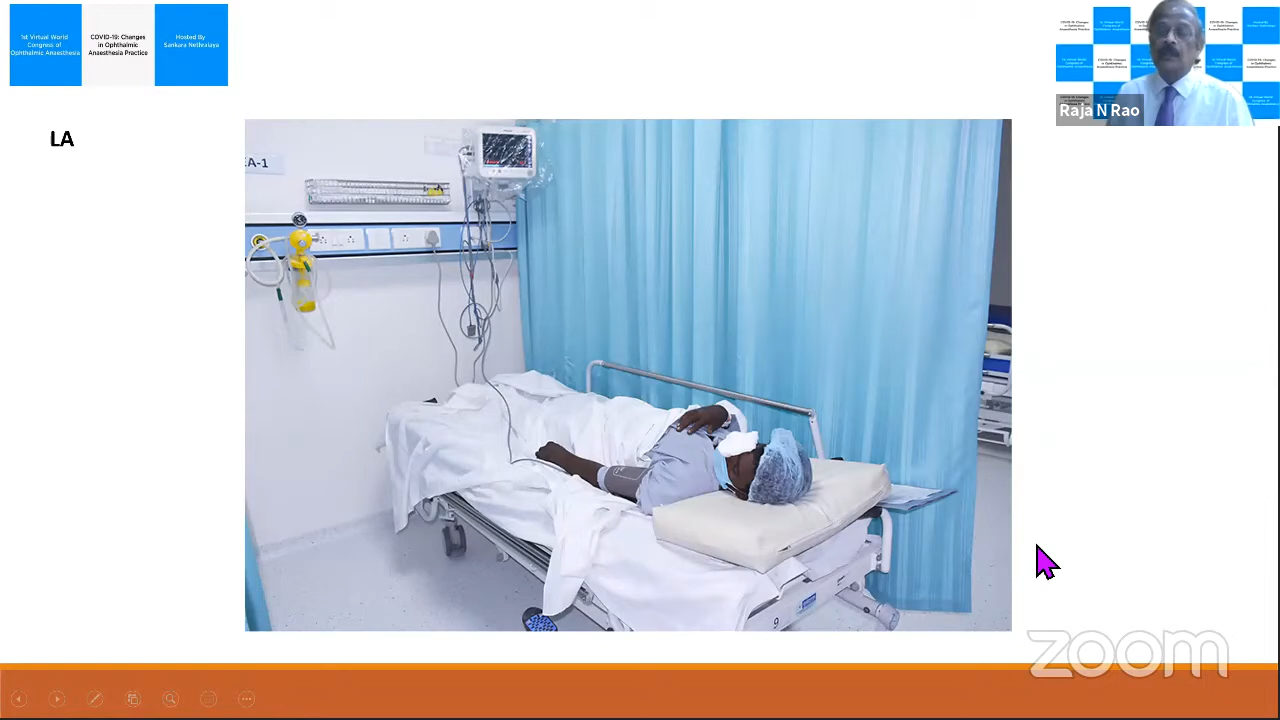 1st Virtual World
Congress of
Ophthalmic Anaesthesia
COVID-19: Changes
in Ophthalmic
Anaesthesia Practice
Hosted By
Sankara Nethralaya
Raja N Rao
LA
A-1
9
zoom